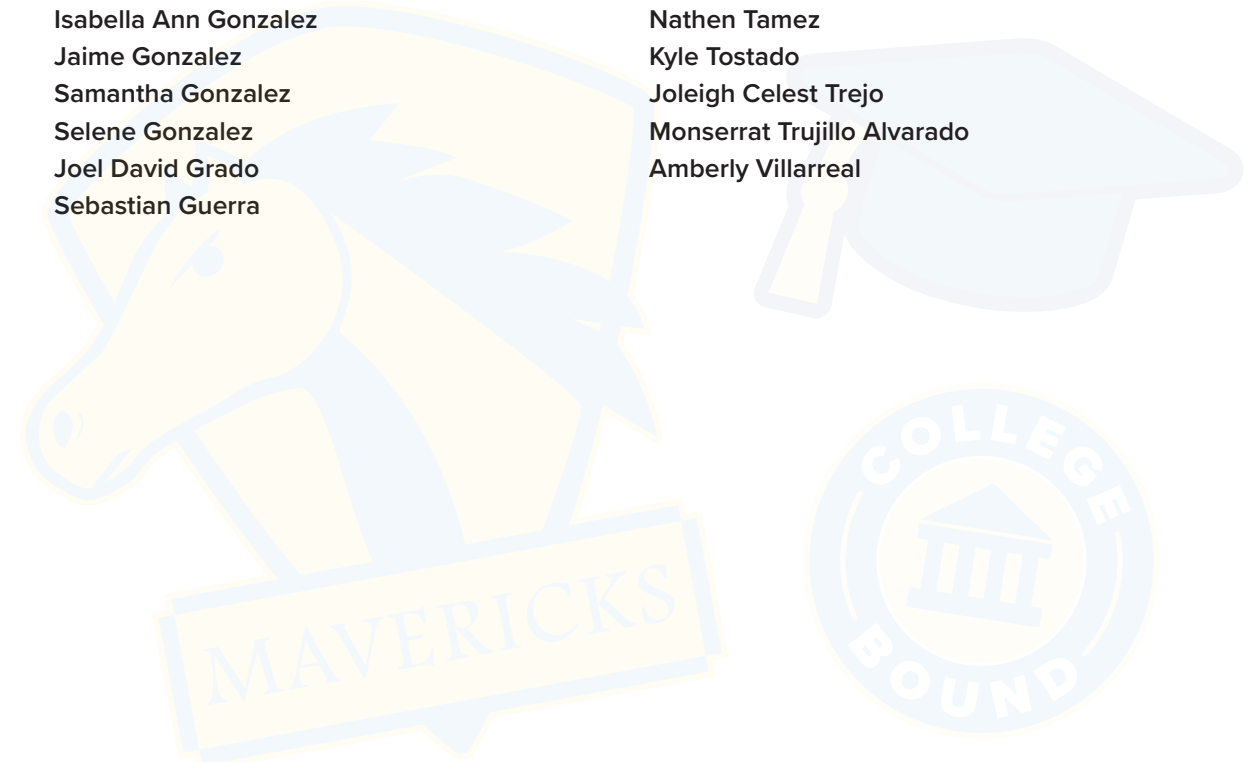 Isabella Ann Gonzalez
Jaime Gonzalez
Samantha Gonzalez
Selene Gonzalez
Joel David Grado
Sebastian Guerra
Nathen Tamez
Kyle Tostado
Joleigh Celest Trejo
Monserrat Trujillo Alvarado
Amberly Villarreal
MAVERICKS
COLLEGE
BOUND